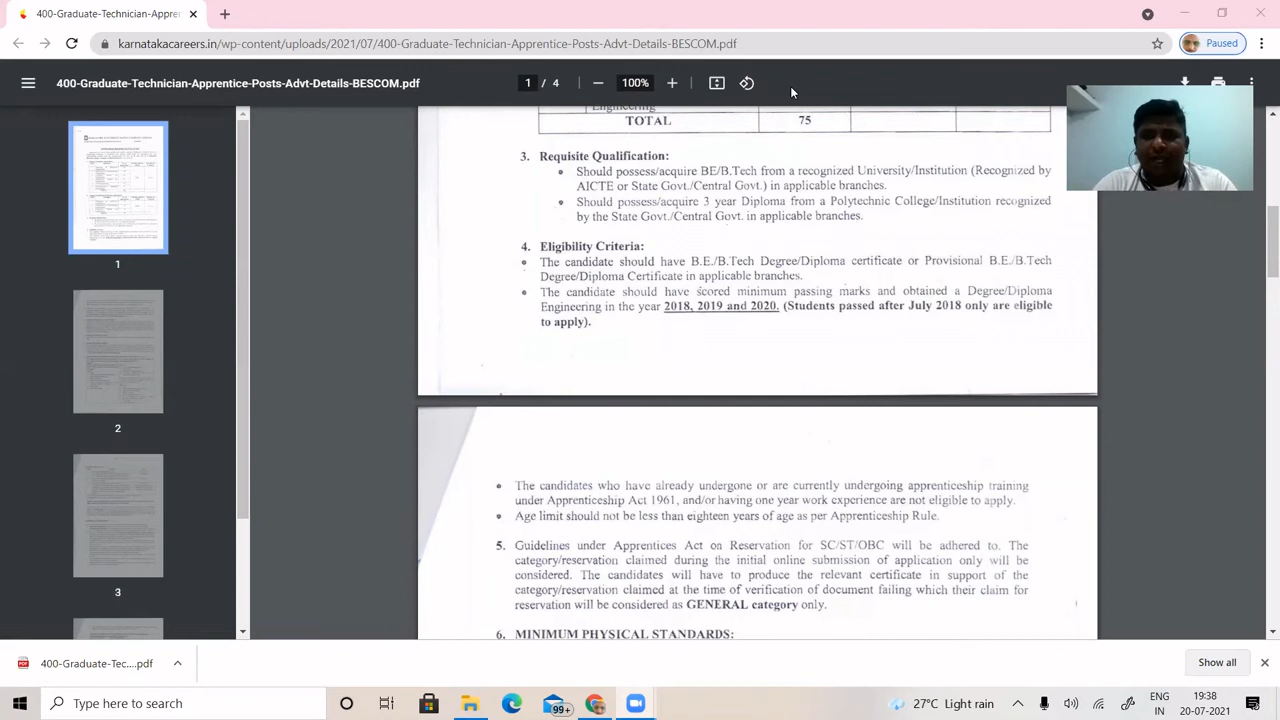 400-Graduate-Technician-Appren
karnatakacareers.in/wp-content/uploads/2021/07/400-Graduate-Technician-Apprentice-Posts-Advt-Details-BESCOM.pdf
Paused
400-Graduate-Technician-Apprentice-Posts-Advt-Details-BESCOM.pdf
1 / 4
100%
Engineering
TOTAL 75
3. Requisite Qualification:
Should possess/acquire BE/B.Tech from a recognized University/Institution (Recognized by
AICTE or State Govt./Central Govt.) in applicable branches.
Should possess/acquire 3 year Diploma from a Polytechnic College/Institution recognized
by the State Govt./Central Govt. in applicable branches.
4. Eligibility Criteria:
The candidate should have B.E./B.Tech Degree/Diploma certificate or Provisional B.E./B.Tech
Degree/Diploma Certificate in applicable branches.
The candidate should have scored minimum passing marks and obtained a Degree/Diploma
Engineering in the year 2018, 2019 and 2020. (Students passed after July 2018 only are eligible
to apply).
The candidates who have already undergone or are currently undergoing apprenticeship training
under Apprenticeship Act 1961, and/or having one year work experience are not eligible to apply.
Age limit should not be less than eighteen years of age as per Apprenticeship Rule.
5. Guidelines under Apprentices Act on Reservation for SC/ST/OBC will be adhered to. The
category/reservation claimed during the initial online submission of application only will be
considered. The candidates will have to produce the relevant certificate in support of the
category/reservation claimed at the time of verification of document failing which their claim for
reservation will be considered as GENERAL category only.
6. MINIMUM PHYSICAL STANDARDS:
1
2
3
400-Graduate-Tec....pdf
Show all
Type here to search
99+
27°C Light rain
ENG
IN
19:38
20-07-2021